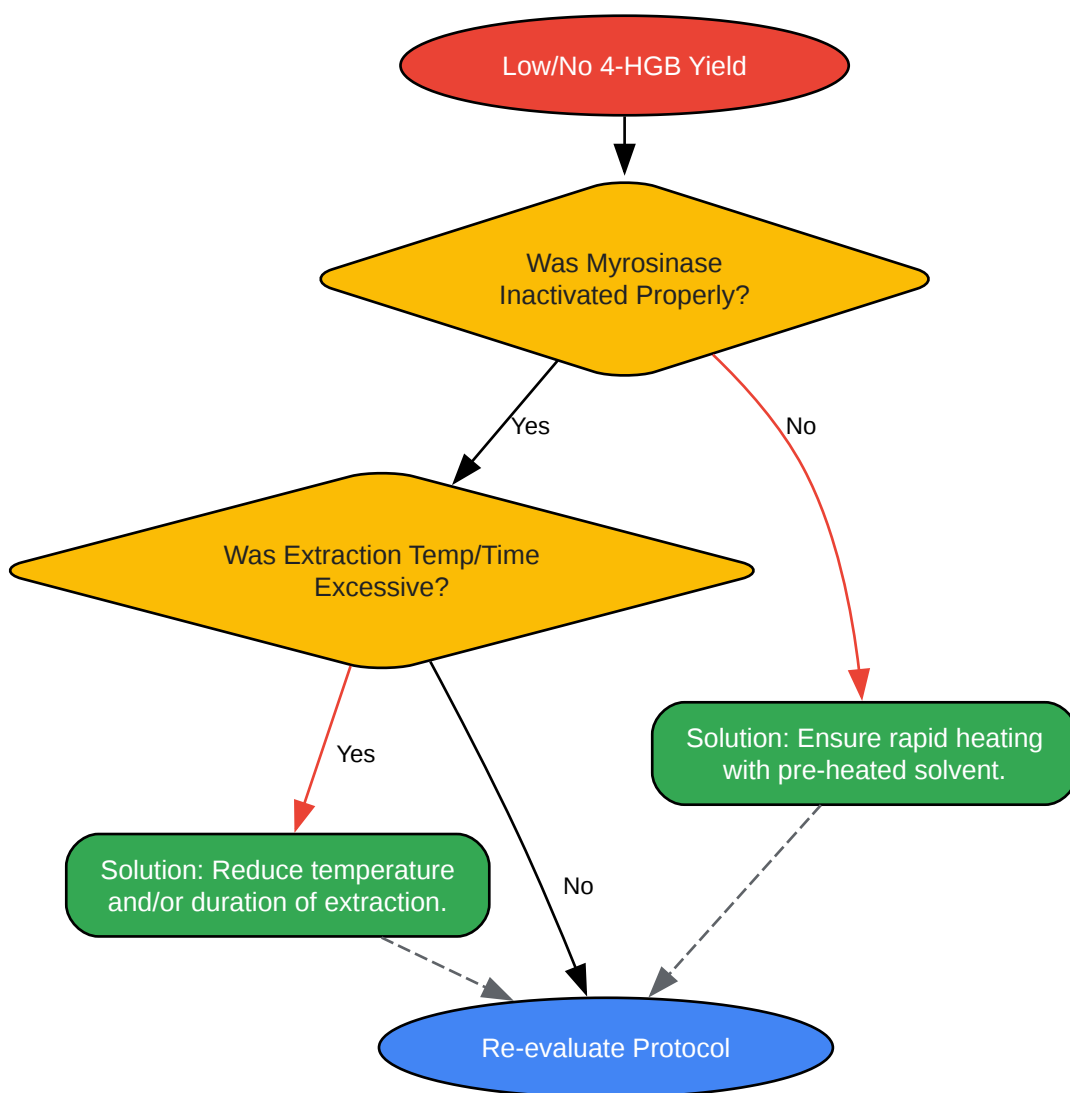 Low/No 4-HGB Yield
Was Myrosinase
Inactivated Properly?
Yes
No
Was Extraction Temp/Time
Excessive?
Yes
Solution: Ensure rapid heating
with pre-heated solvent.
Solution: Reduce temperature
and/or duration of extraction.
No
Re-evaluate Protocol